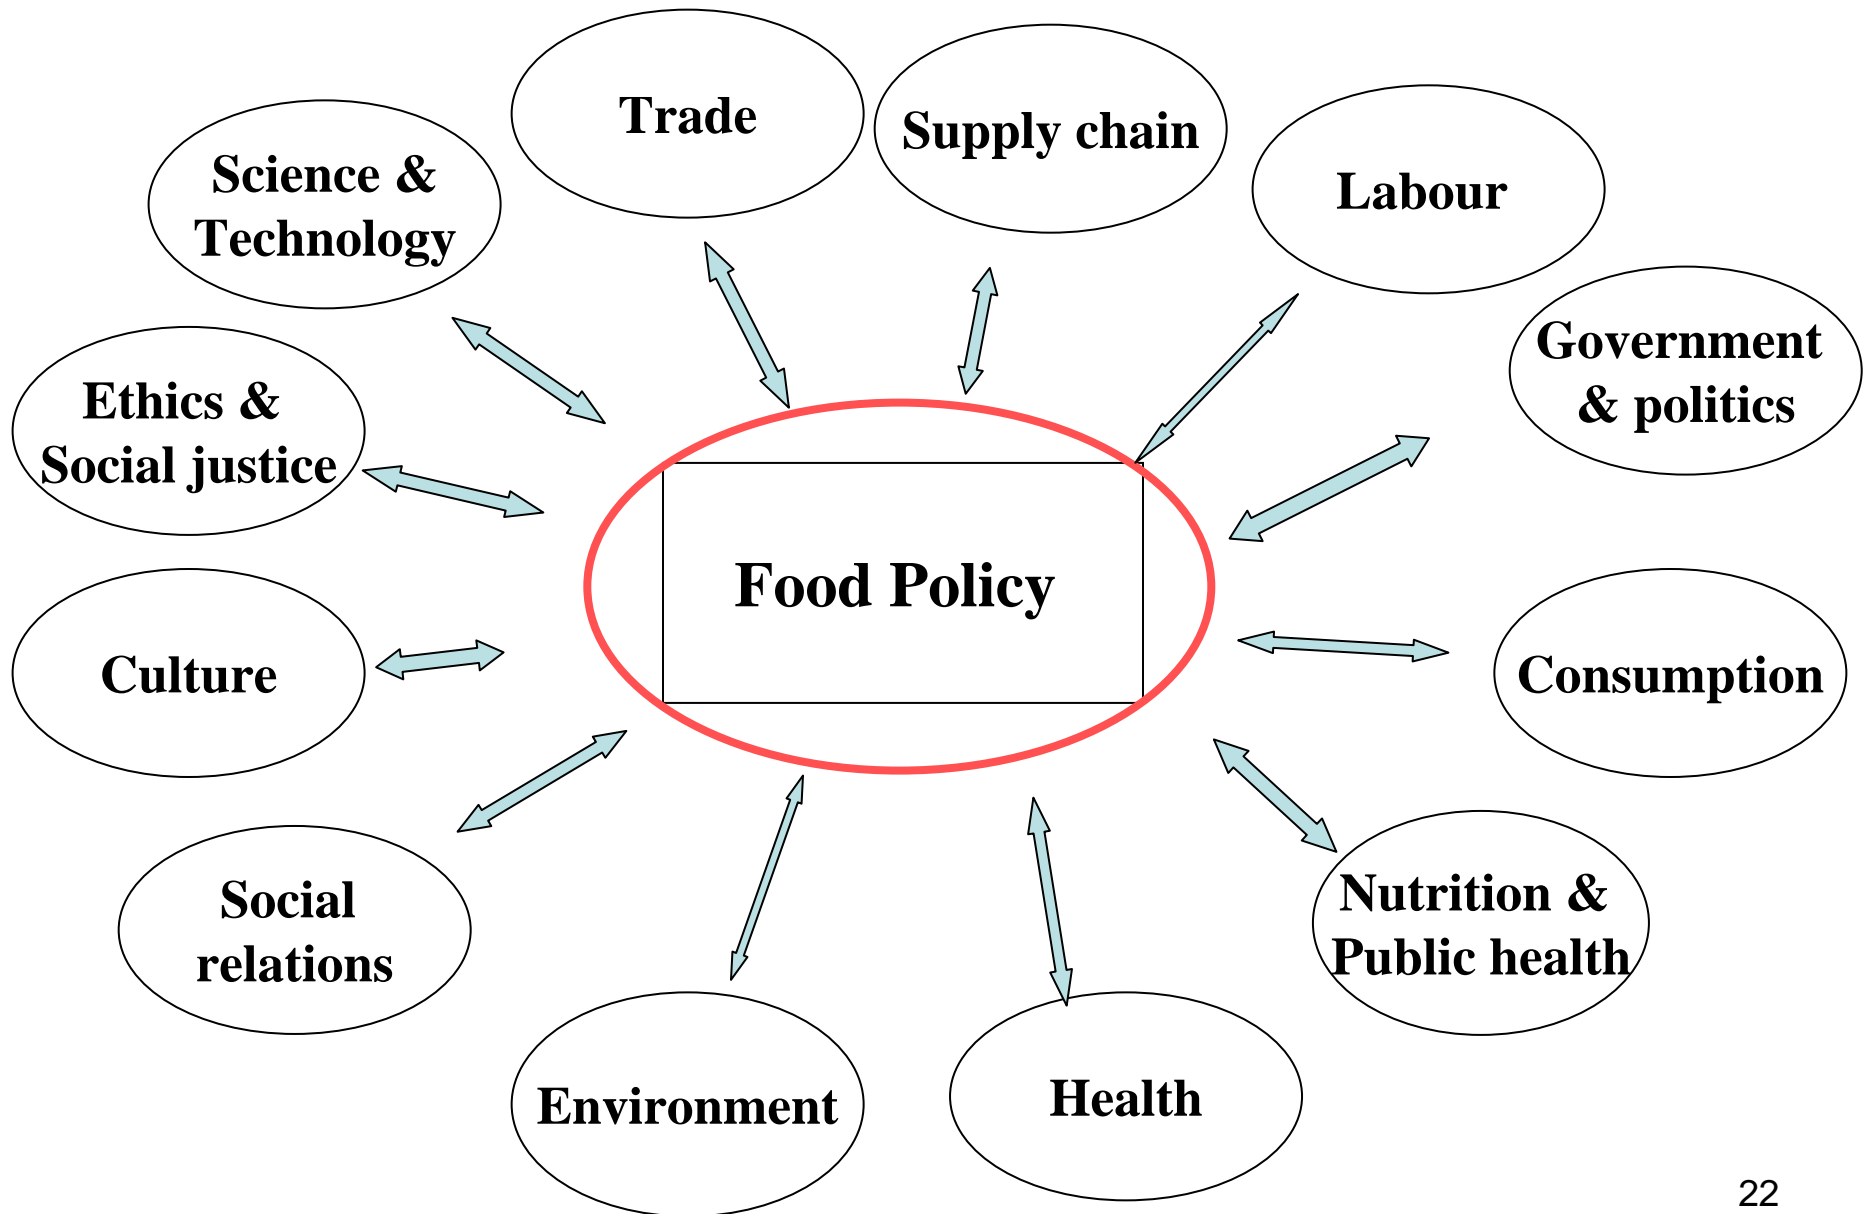 Trade
Supply chain
Science &
Technology
Labour
Government
& politics
Ethics &
Social justice
Food Policy
Culture
Consumption
Social
relations
Nutrition &
Public health
Environment
Health
22